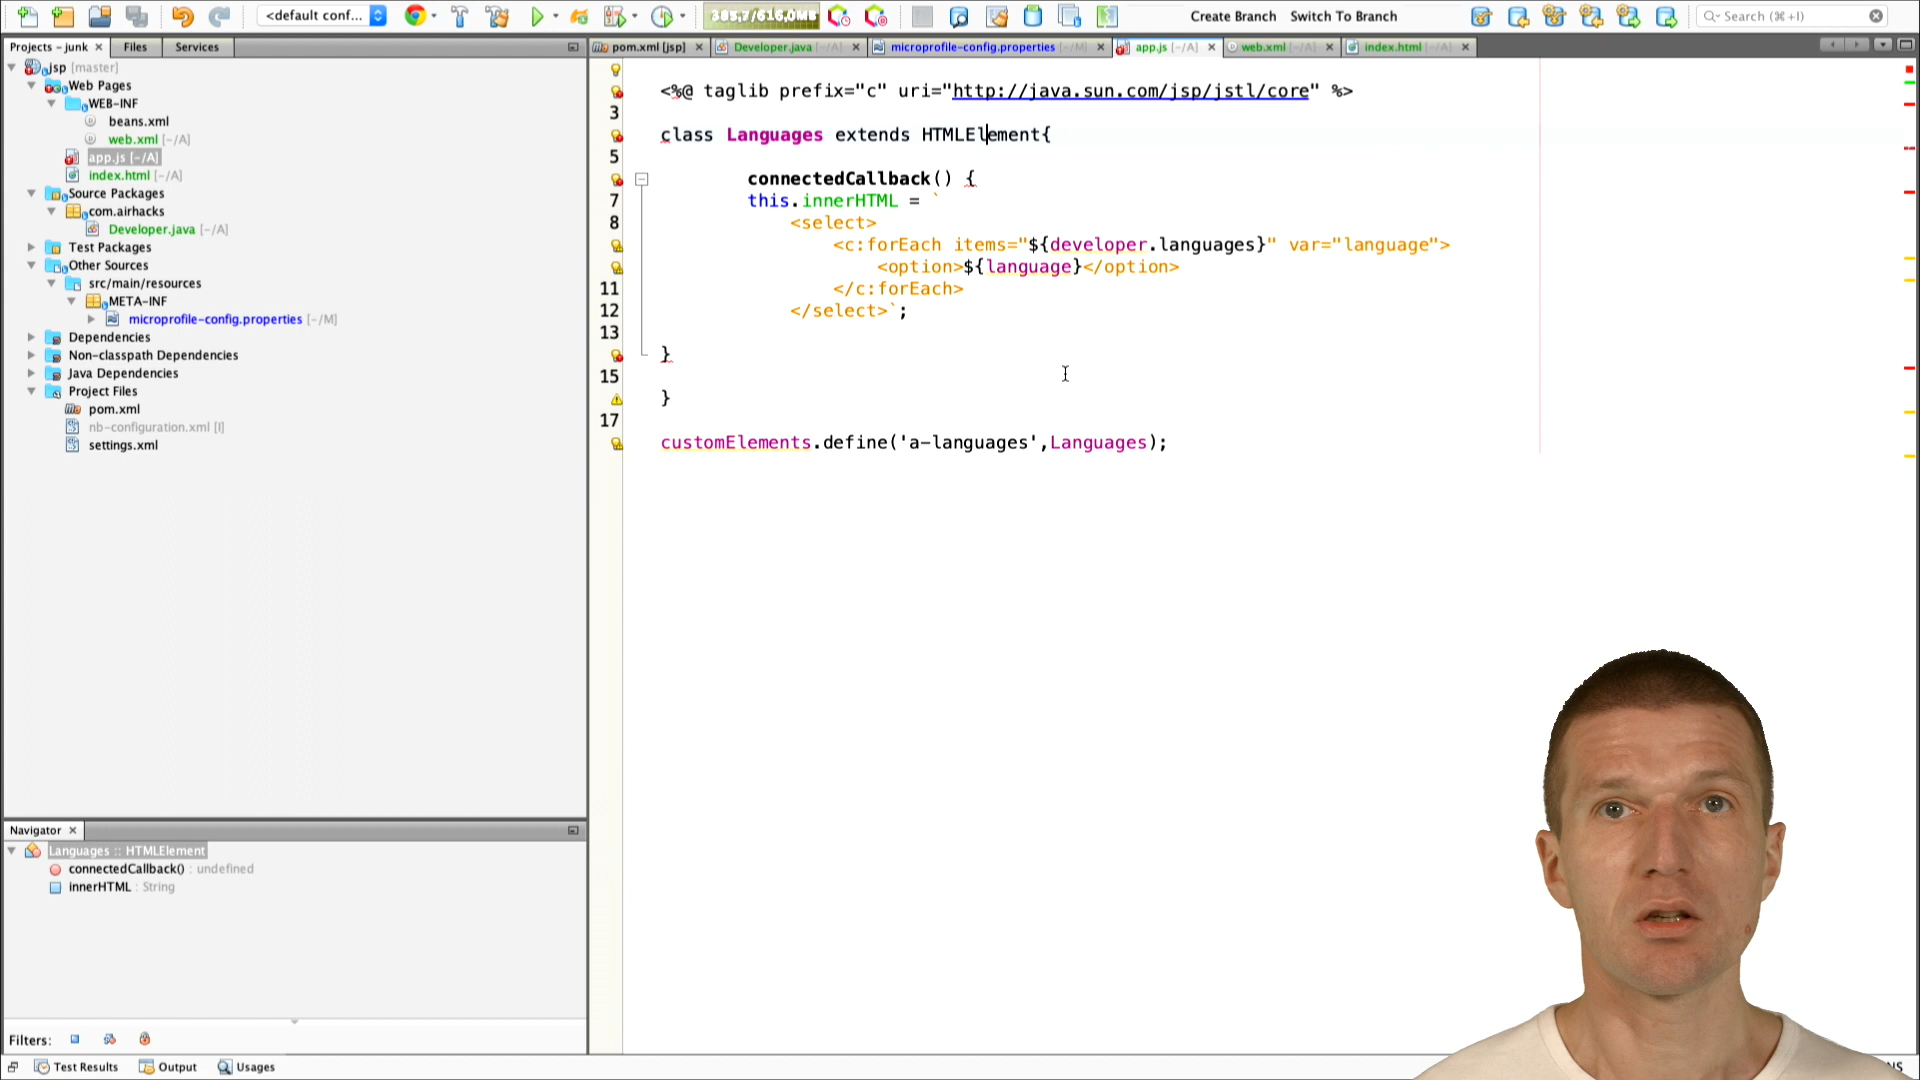 <default conf...
385,7/616,0MB
Create Branch Switch To Branch
Search (⌘+I)
Projects - junk
Files
Services
pom.xml [jsp]
Developer.java [-/A]
microprofile-config.properties [-/M]
app.js [-/A]
web.xml [-/A]
index.html [-/A]
jsp [master]
Web Pages
WEB-INF
beans.xml
web.xml [-/A]
app.js [-/A]
index.html [-/A]
Source Packages
com.airhacks
Developer.java [-/A]
Test Packages
Other Sources
src/main/resources
META-INF
microprofile-config.properties [-/M]
Dependencies
Non-classpath Dependencies
Java Dependencies
Project Files
pom.xml
nb-configuration.xml [I]
settings.xml
<%@ taglib prefix="c" uri="http://java.sun.com/jsp/jstl/core" %>
3
class Languages extends HTMLElement{
5
connectedCallback() {
7 this.innerHTML = `
8 <select>
<c:forEach items="${developer.languages}" var="language">
<option>${language}</option>
11 </c:forEach>
12 </select>`;
13
}
15
}
17
customElements.define('a-languages',Languages);
Navigator
Languages :: HTMLElement
connectedCallback() : undefined
innerHTML : String
Filters:
Test Results
Output
Usages